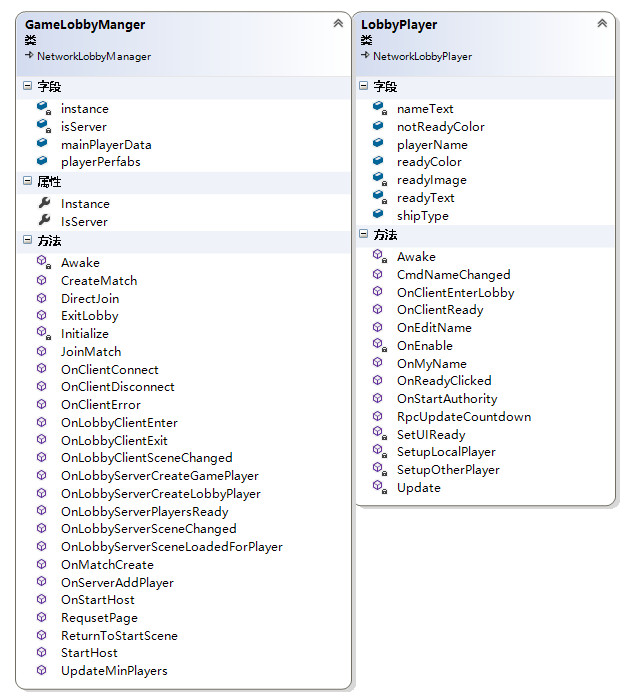 GameLobbyManger
类
NetworkLobbyManager
字段
instance
isServer
mainPlayerData
playerPerfabs
属性
Instance
IsServer
方法
Awake
CreateMatch
DirectJoin
ExitLobby
Initialize
JoinMatch
OnClientConnect
OnClientDisconnect
OnClientError
OnLobbyClientEnter
OnLobbyClientExit
OnLobbyClientSceneChanged
OnLobbyServerCreateGamePlayer
OnLobbyServerCreateLobbyPlayer
OnLobbyServerPlayersReady
OnLobbyServerSceneChanged
OnLobbyServerSceneLoadedForPlayer
OnMatchCreate
OnServerAddPlayer
OnStartHost
RequsetPage
ReturnToStartScene
StartHost
UpdateMinPlayers
LobbyPlayer
类
NetworkLobbyPlayer
字段
nameText
notReadyColor
playerName
readyColor
readyImage
readyText
shipType
方法
Awake
CmdNameChanged
OnClientEnterLobby
OnClientReady
OnEditName
OnEnable
OnMyName
OnReadyClicked
OnStartAuthority
RpcUpdateCountdown
SetUIReady
SetupLocalPlayer
SetupOtherPlayer
Update